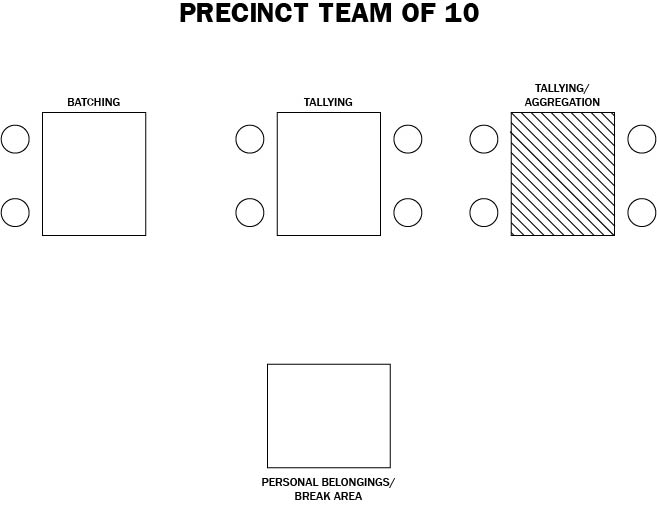 PRECINCT TEAM OF 10
BATCHING
TALLYING
TALLYING/
AGGREGATION
PERSONAL BELONGINGS/
BREAK AREA